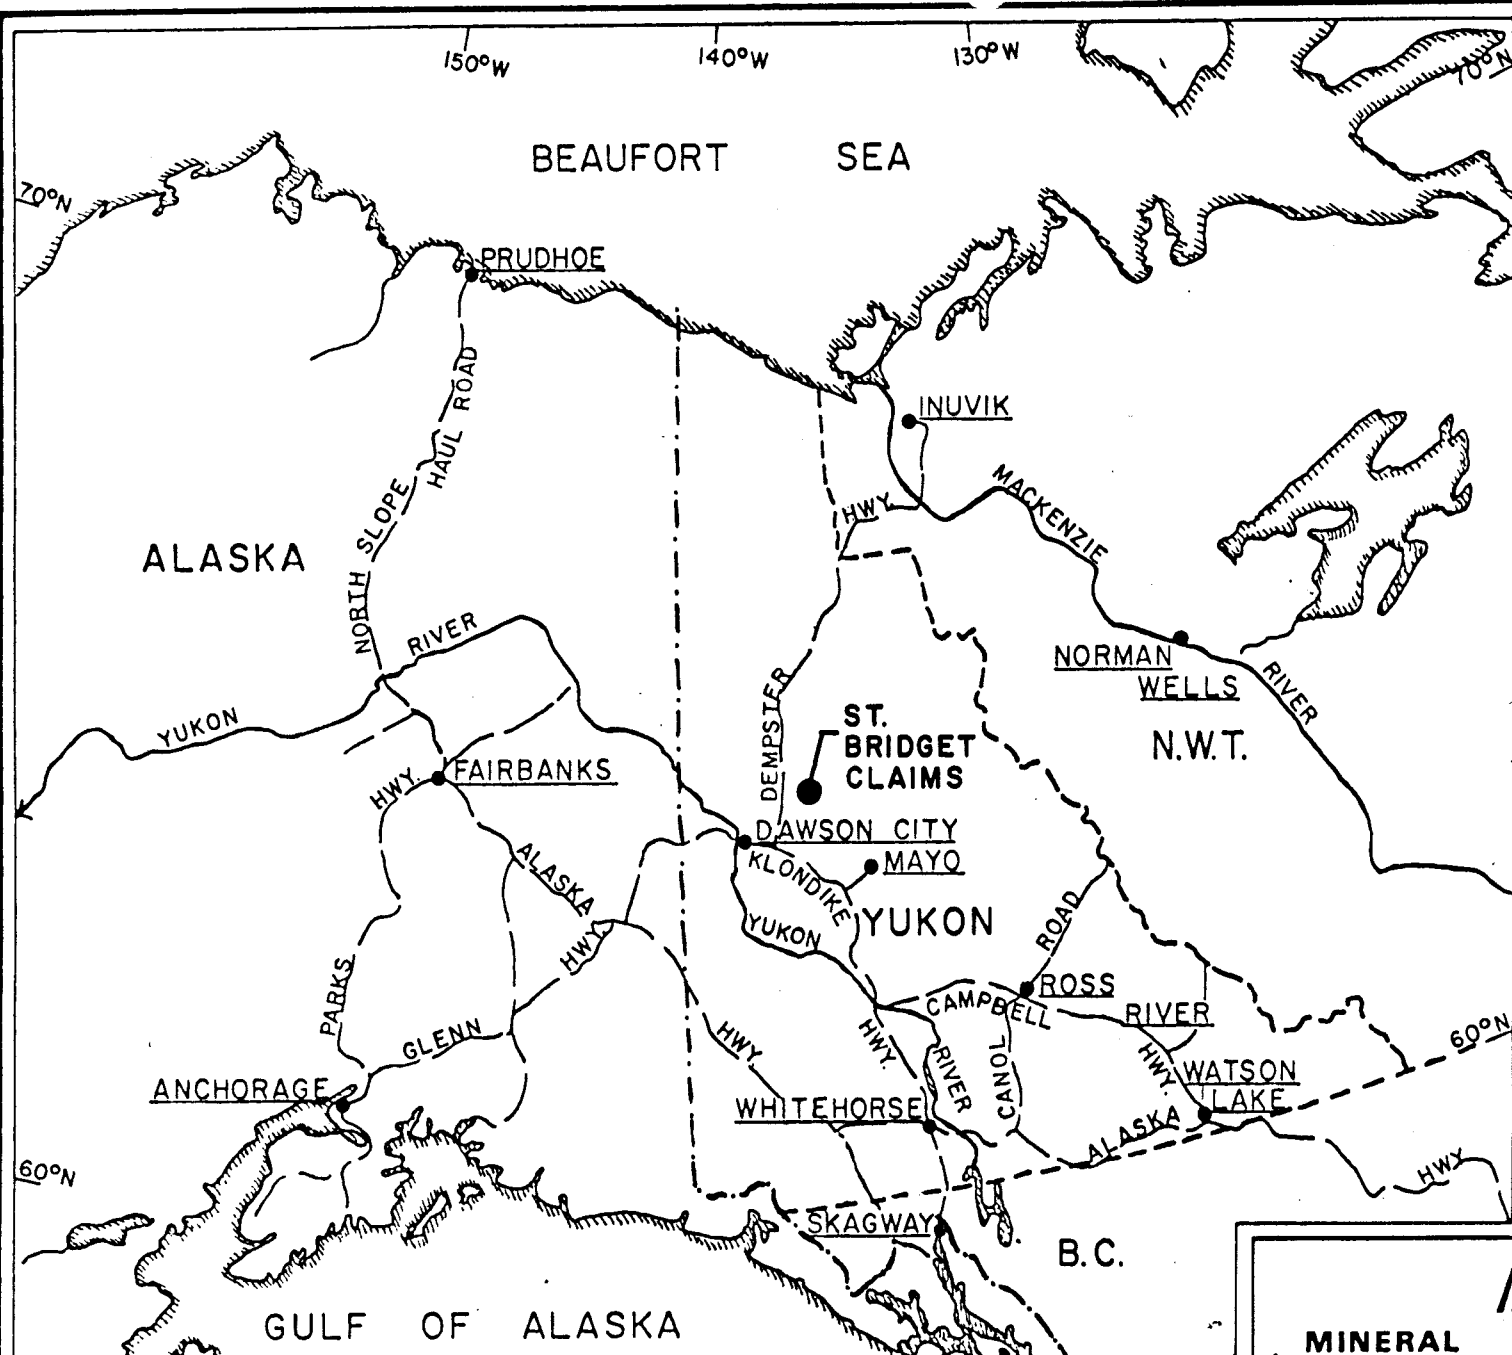 150°W
140°W
130°W
70°N
BEAUFORT SEA
70°N
PRUDHOE
INUVIK
NORTH SLOPE HAUL ROAD
HWY.
MACKENZIE
ALASKA
RIVER
NORMAN
WELLS
RIVER
YUKON
DEMPSTER
ST.
BRIDGET
CLAIMS
N.W.T.
HWY.
FAIRBANKS
DAWSON CITY
KLONDIKE
MAYO
ALASKA
HWY.
YUKON
YUKON
ROAD
PARKS
ROSS
RIVER
CAMPBELL
GLENN
HWY.
HWY.
RIVER
CANOL
HWY.
60°N
ANCHORAGE
WHITEHORSE
WATSON
LAKE
ALASKA
HWY
60°N
SKAGWAY
B.C.
GULF OF ALASKA
MINERAL